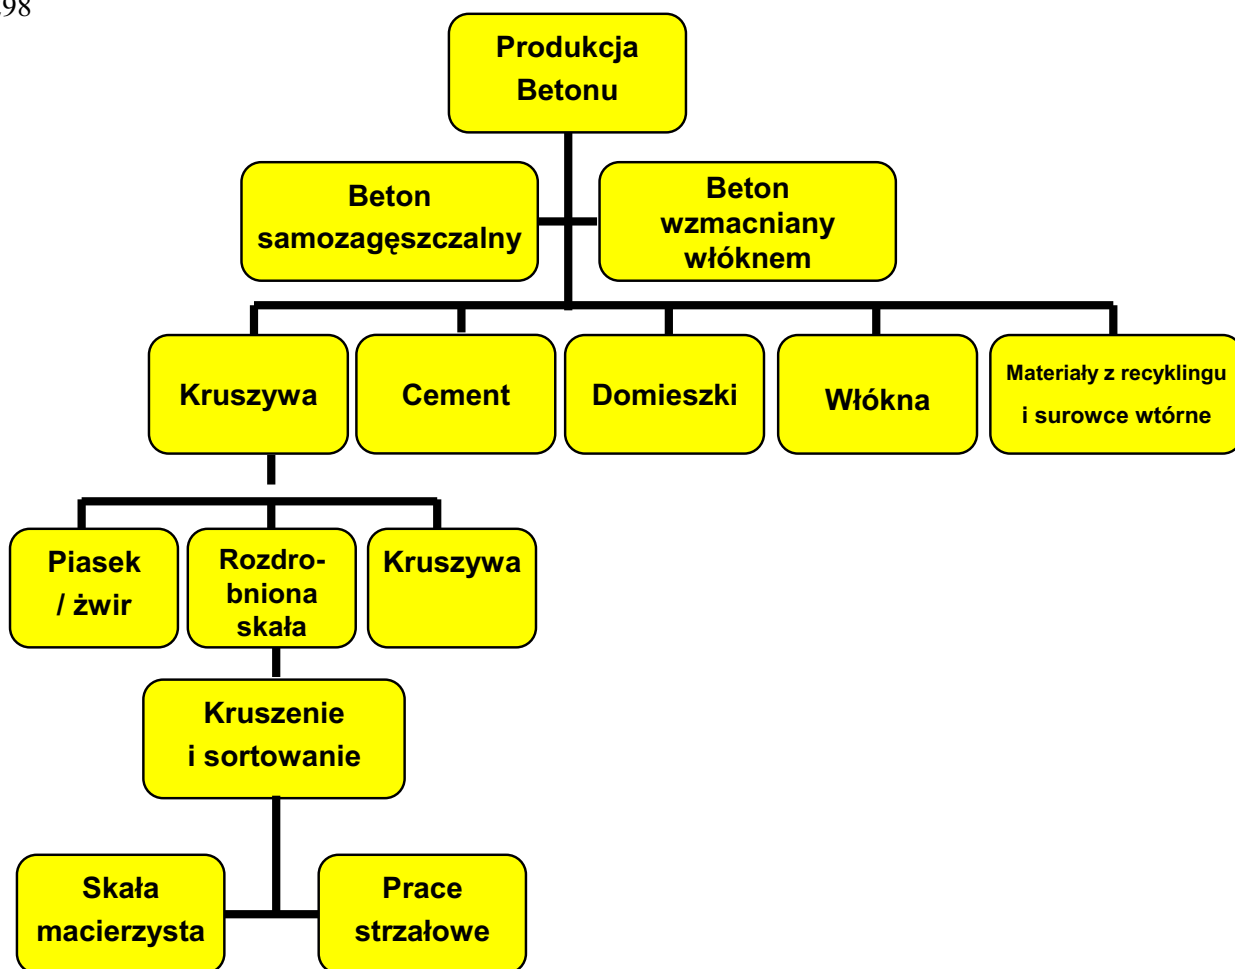 98
Produkcja
Betonu
Beton
samozagęszczalny
Beton
wzmacniany
włóknem
Kruszywa
Cement
Domieszki
Włókna
Materiały z recyklingu
i surowce wtórne
Piasek
/ żwir
Rozdro-
bniona
skała
Kruszywa
Kruszenie
i sortowanie
Skała
macierzysta
Prace
strzałowe